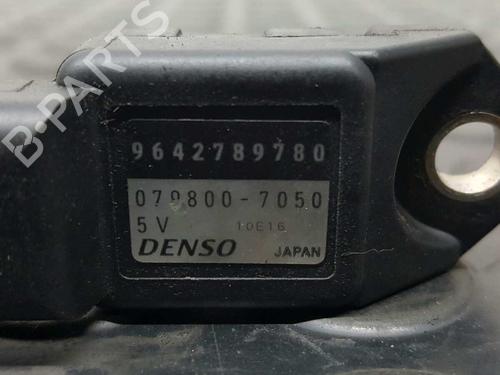 B-PARTS
9642789780
079800-7050
5V 10E16
DENSO JAPAN